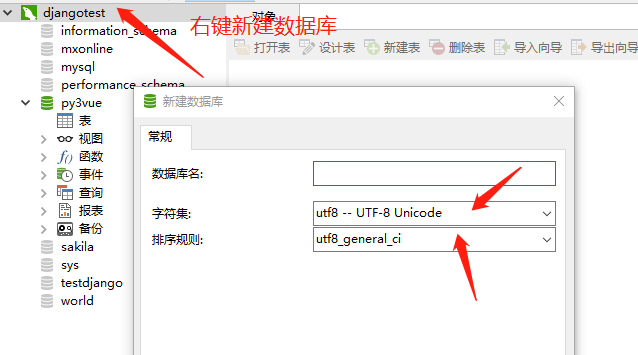 djangotest
右键新建数据库
对象
information_schema
mxonline
mysql
performance_schema
py3vue
表
视图
函数
事件
查询
报表
备份
sakila
sys
testdjango
world
打开表 设计表 新建表 删除表 导入向导 导出向导
新建数据库
常规
数据库名:
字符集: utf8 -- UTF-8 Unicode
排序规则: utf8_general_ci